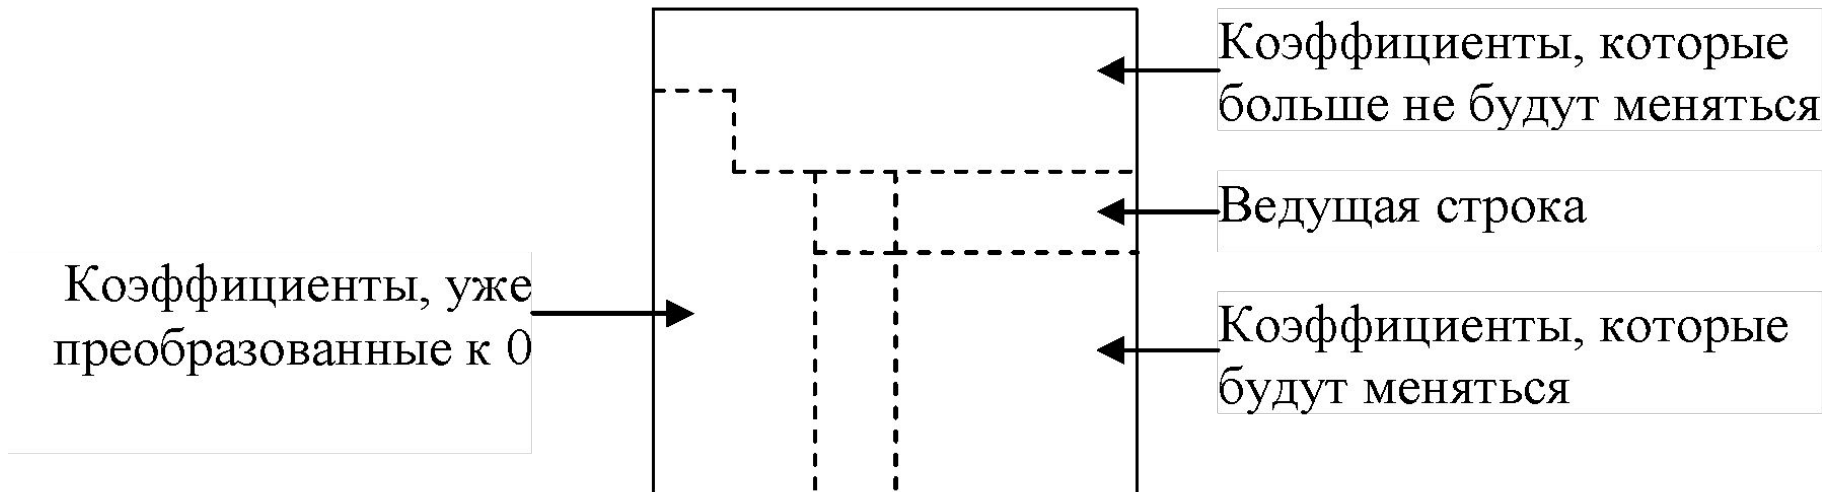 Коэффициенты, которые
больше не будут меняться
Ведущая строка
Коэффициенты, уже
преобразованные к 0
Коэффициенты, которые
будут меняться